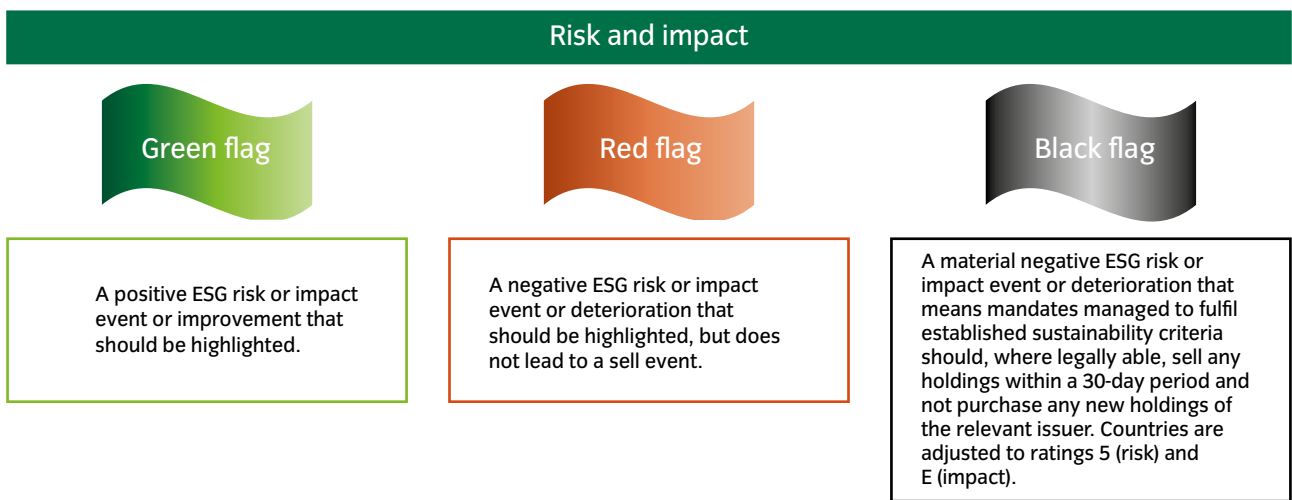 Risk and impact
Green flag
Red flag
Black flag
A positive ESG risk or impact
event or improvement that
should be highlighted.
A negative ESG risk or impact
event or deterioration that
should be highlighted, but does
not lead to a sell event.
A material negative ESG risk or
impact event or deterioration that
means mandates managed to fulfil
established sustainability criteria
should, where legally able, sell any
holdings within a 30-day period and
not purchase any new holdings of
the relevant issuer. Countries are
adjusted to ratings 5 (risk) and
E (impact).